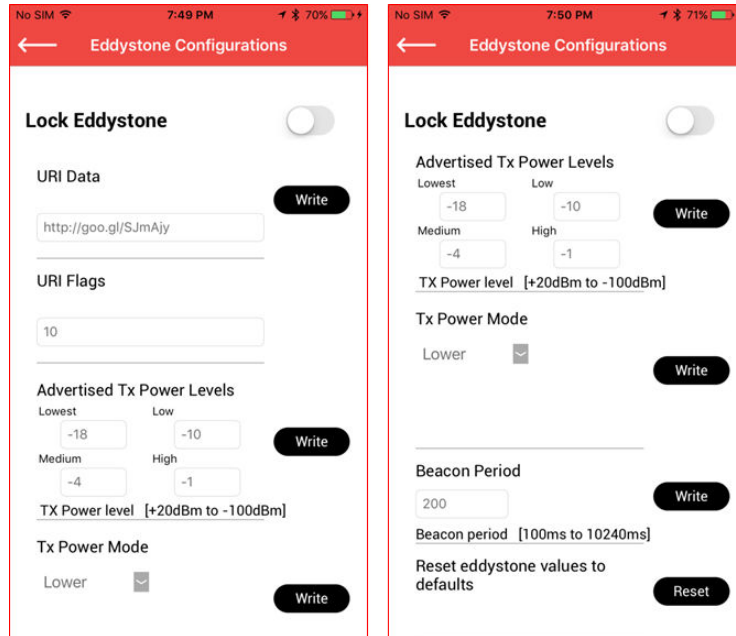 No SIM 7:49 PM 70%
Eddystone Configurations
Lock Eddystone
URI Data
Write
http://goo.gl/SJmAjy
URI Flags
10
Advertised Tx Power Levels
Lowest Low
-18 -10
Write
Medium High
-4 -1
TX Power level [+20dBm to -100dBm]
Tx Power Mode
Lower
Write
No SIM 7:50 PM 71%
Eddystone Configurations
Lock Eddystone
Advertised Tx Power Levels
Lowest Low
-18 -10
Write
Medium High
-4 -1
TX Power level [+20dBm to -100dBm]
Tx Power Mode
Lower
Write
Beacon Period
200
Write
Beacon period [100ms to 10240ms]
Reset eddystone values to
defaults
Reset